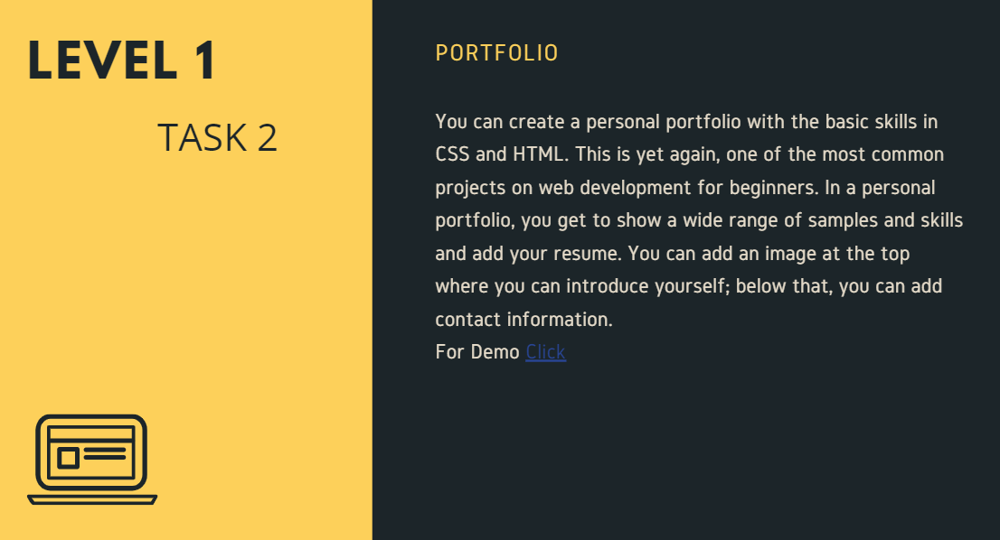 LEVEL 1
TASK 2
PORTFOLIO
You can create a personal portfolio with the basic skills in
CSS and HTML. This is yet again, one of the most common
projects on web development for beginners. In a personal
portfolio, you get to show a wide range of samples and skills
and add your resume. You can add an image at the top
where you can introduce yourself; below that, you can add
contact information.
For Demo Click